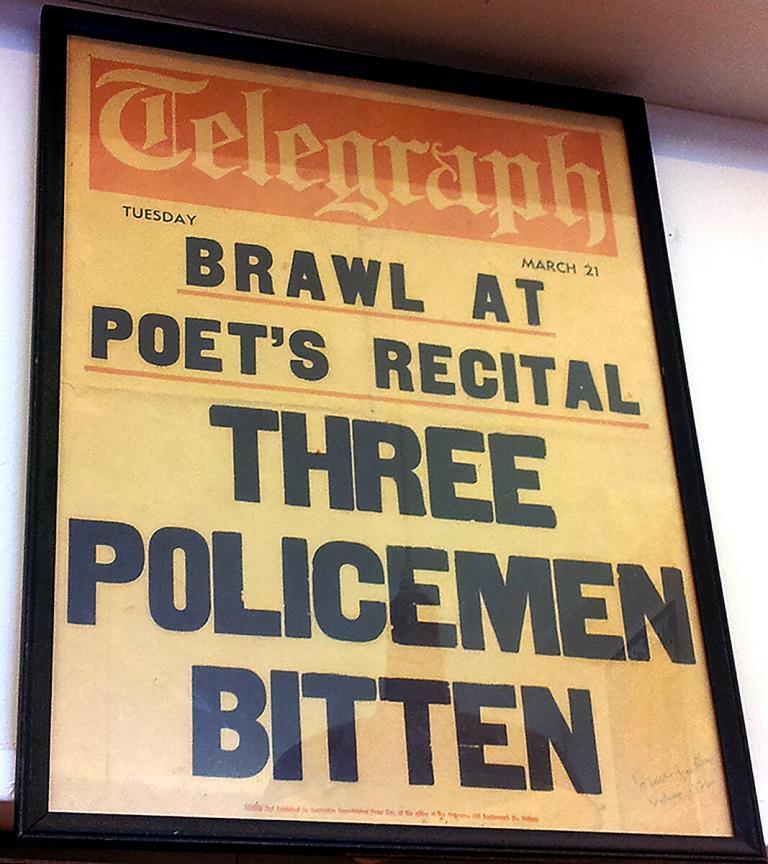 Telegraph
TUESDAY
MARCH 21
BRAWL AT
POET'S RECITAL
THREE
POLICEMEN
BITTEN